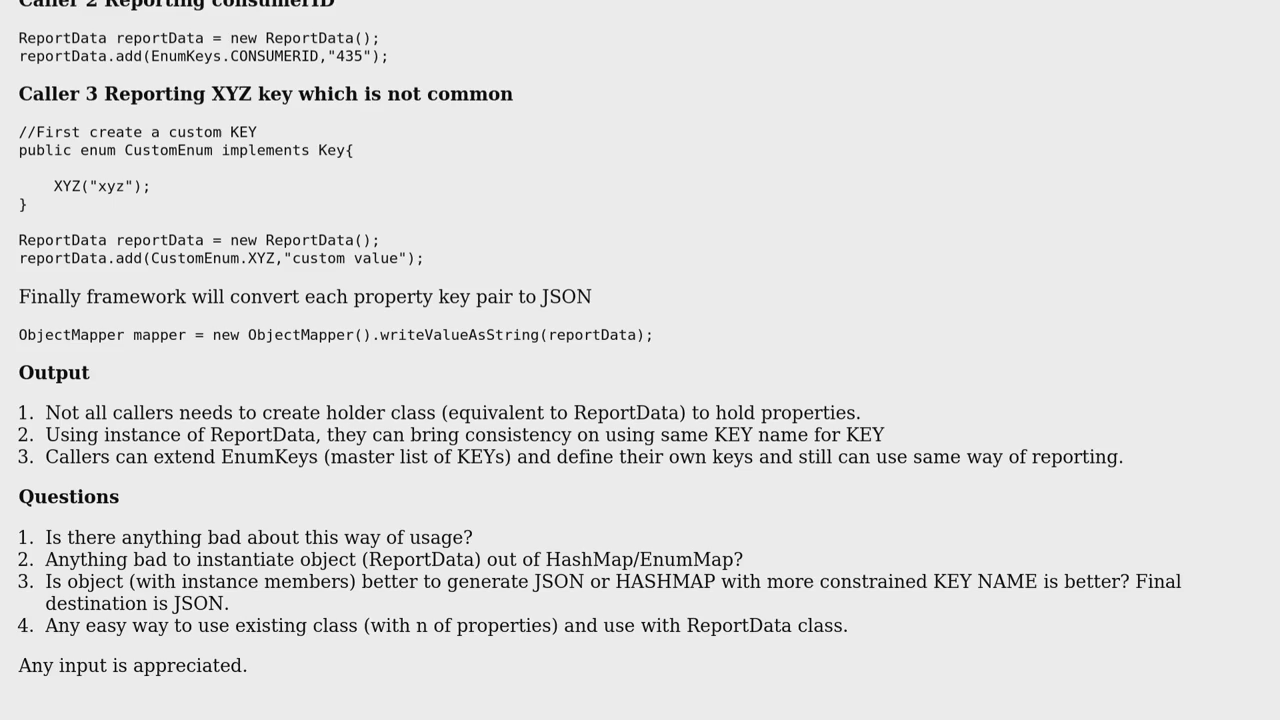 Caller 2 Reporting consumerID
ReportData reportData = new ReportData();
reportData.add(EnumKeys.CONSUMERID,"435");
Caller 3 Reporting XYZ key which is not common
//First create a custom KEY
public enum CustomEnum implements Key{
    XYZ("xyz");
}
ReportData reportData = new ReportData();
reportData.add(CustomEnum.XYZ,"custom value");
Finally framework will convert each property key pair to JSON
ObjectMapper mapper = new ObjectMapper().writeValueAsString(reportData);
Output
1. Not all callers needs to create holder class (equivalent to ReportData) to hold properties.
2. Using instance of ReportData, they can bring consistency on using same KEY name for KEY
3. Callers can extend EnumKeys (master list of KEYs) and define their own keys and still can use same way of reporting.
Questions
1. Is there anything bad about this way of usage?
2. Anything bad to instantiate object (ReportData) out of HashMap/EnumMap?
3. Is object (with instance members) better to generate JSON or HASHMAP with more constrained KEY NAME is better? Final
destination is JSON.
4. Any easy way to use existing class (with n of properties) and use with ReportData class.
Any input is appreciated.